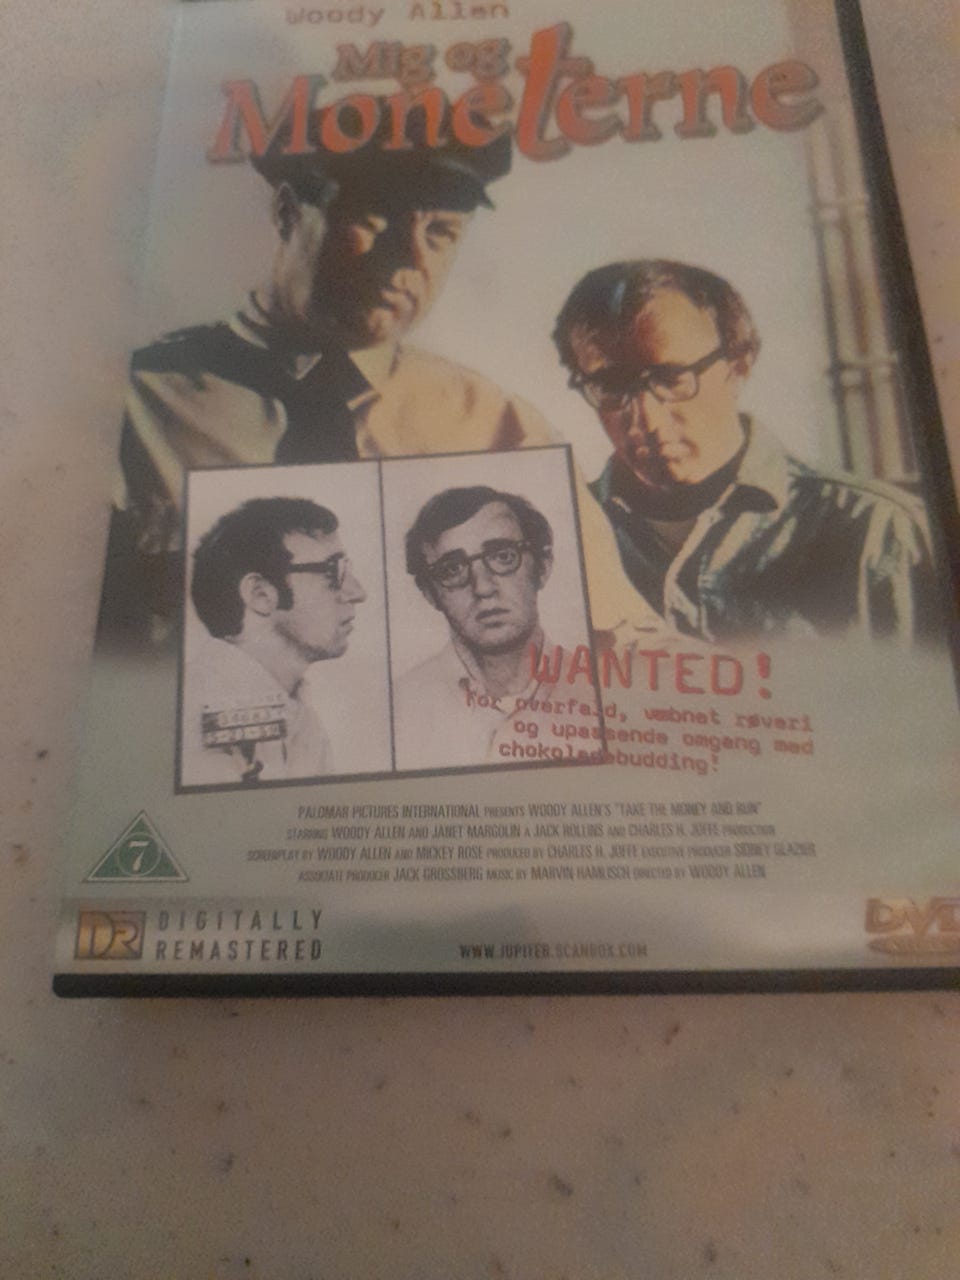 Woody Allen
Mig og
Moneterne
WANTED!
For overfald, væbnet røveri
og upassende omgang med
chokoladebudding!
PALOMAR PICTURES INTERNATIONAL PRESENTS WOODY ALLEN'S "TAKE THE MONEY AND RUN"
STARRING WOODY ALLEN AND JANET MARGOLIN A JACK ROLLINS AND CHARLES H. JOFFE PRODUCTION
SCREENPLAY BY WOODY ALLEN AND MICKEY ROSE PRODUCED BY CHARLES H. JOFFE EXECUTIVE PRODUCER SIDNEY GLAZIER
ASSOCIATE PRODUCER JACK GROSSBERG MUSIC BY MARVIN HAMLISCH DIRECTED BY WOODY ALLEN
7
DR DIGITALLY
REMASTERED
WWW.JUPITER.SCANBOX.COM
DVD